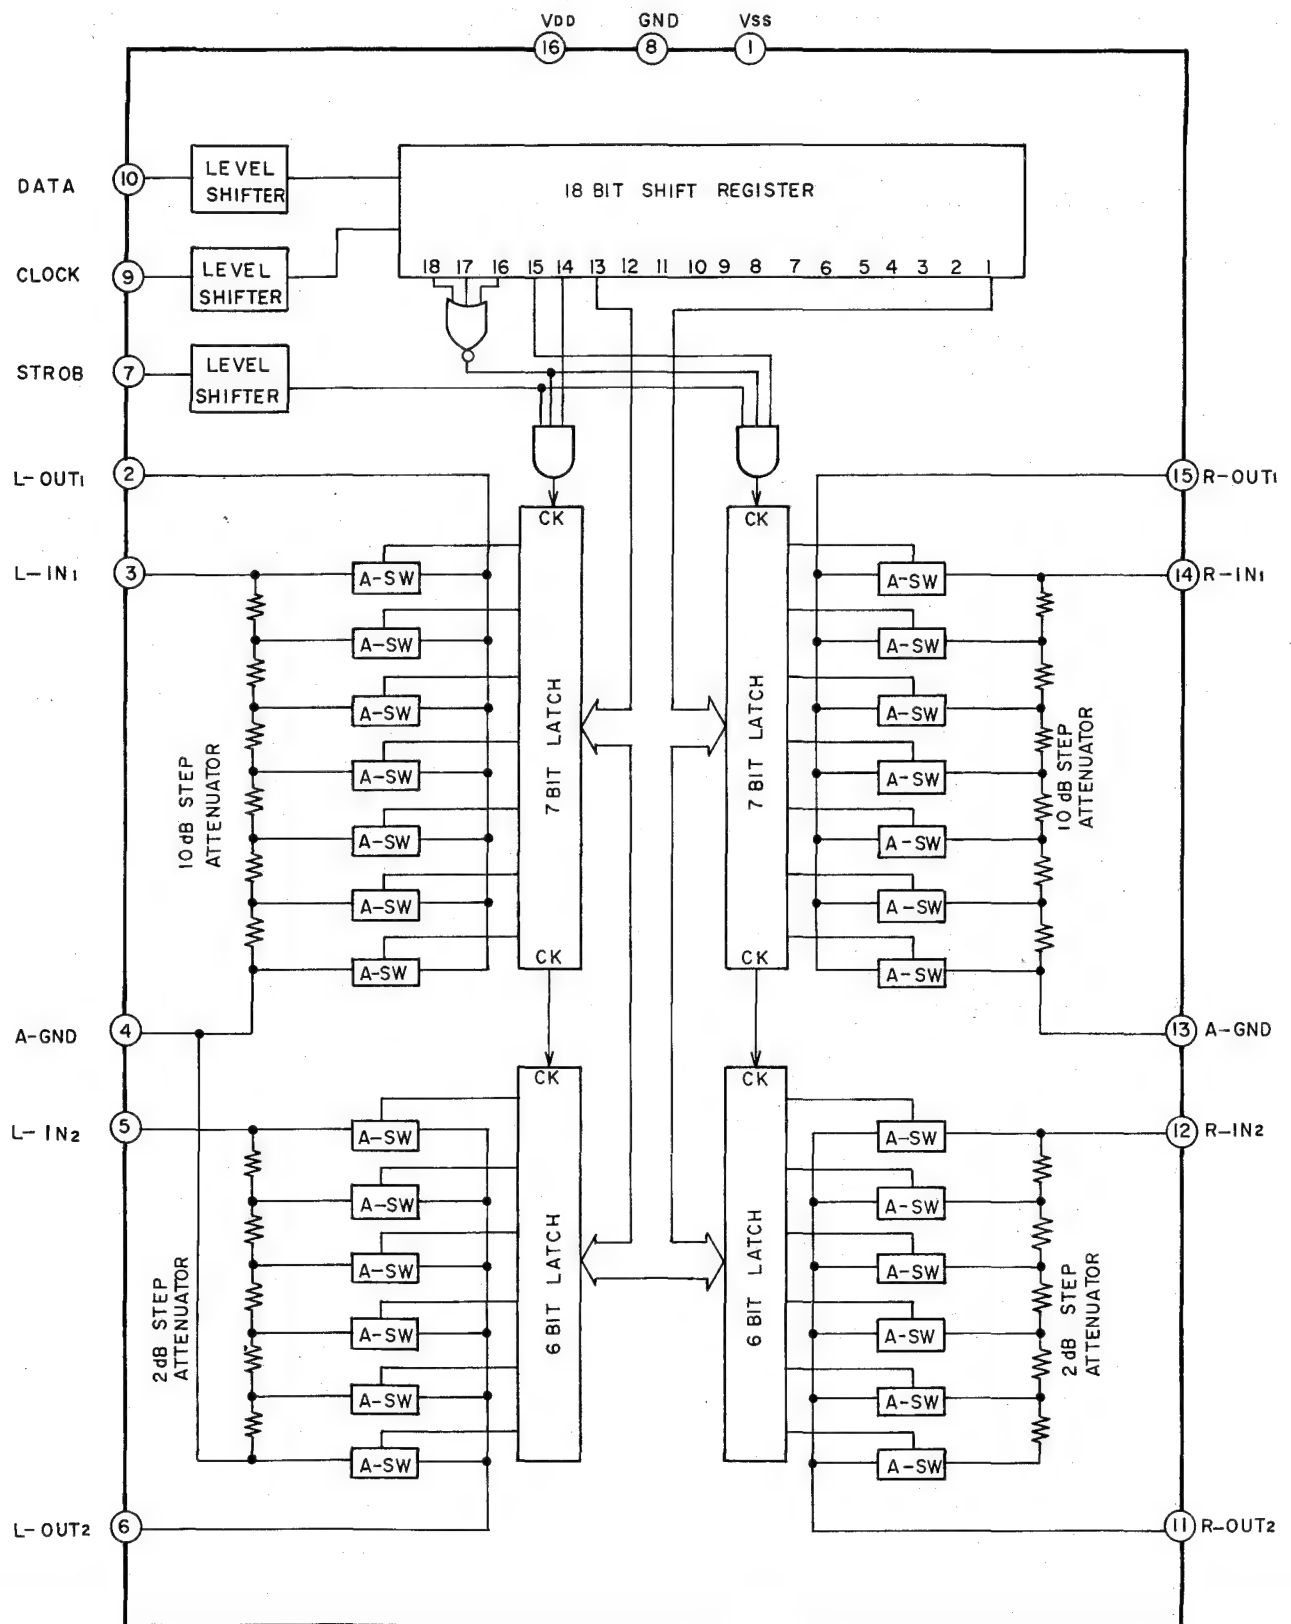 VDD GND VSS
16 8 1
DATA 10 LEVEL SHIFTER
18 BIT SHIFT REGISTER
CLOCK 9 LEVEL SHIFTER
18 17 16 15 14 13 12 11 10 9 8 7 6 5 4 3 2 1
STROB 7 LEVEL SHIFTER
L-OUT1 2
15 R-OUT1
CK CK
L-IN1 3
A-SW A-SW
14 R-IN1
A-SW A-SW
A-SW A-SW
A-SW A-SW
A-SW A-SW
A-SW A-SW
A-SW A-SW
10dB STEP
ATTENUATOR
7 BIT LATCH
7 BIT LATCH
10dB STEP
ATTENUATOR
CK CK
A-GND 4
13 A-GND
CK CK
L-IN2 5
A-SW A-SW
12 R-IN2
A-SW A-SW
A-SW A-SW
A-SW A-SW
A-SW A-SW
A-SW A-SW
2dB STEP
ATTENUATOR
6 BIT LATCH
6 BIT LATCH
2dB STEP
ATTENUATOR
L-OUT2 6
11 R-OUT2